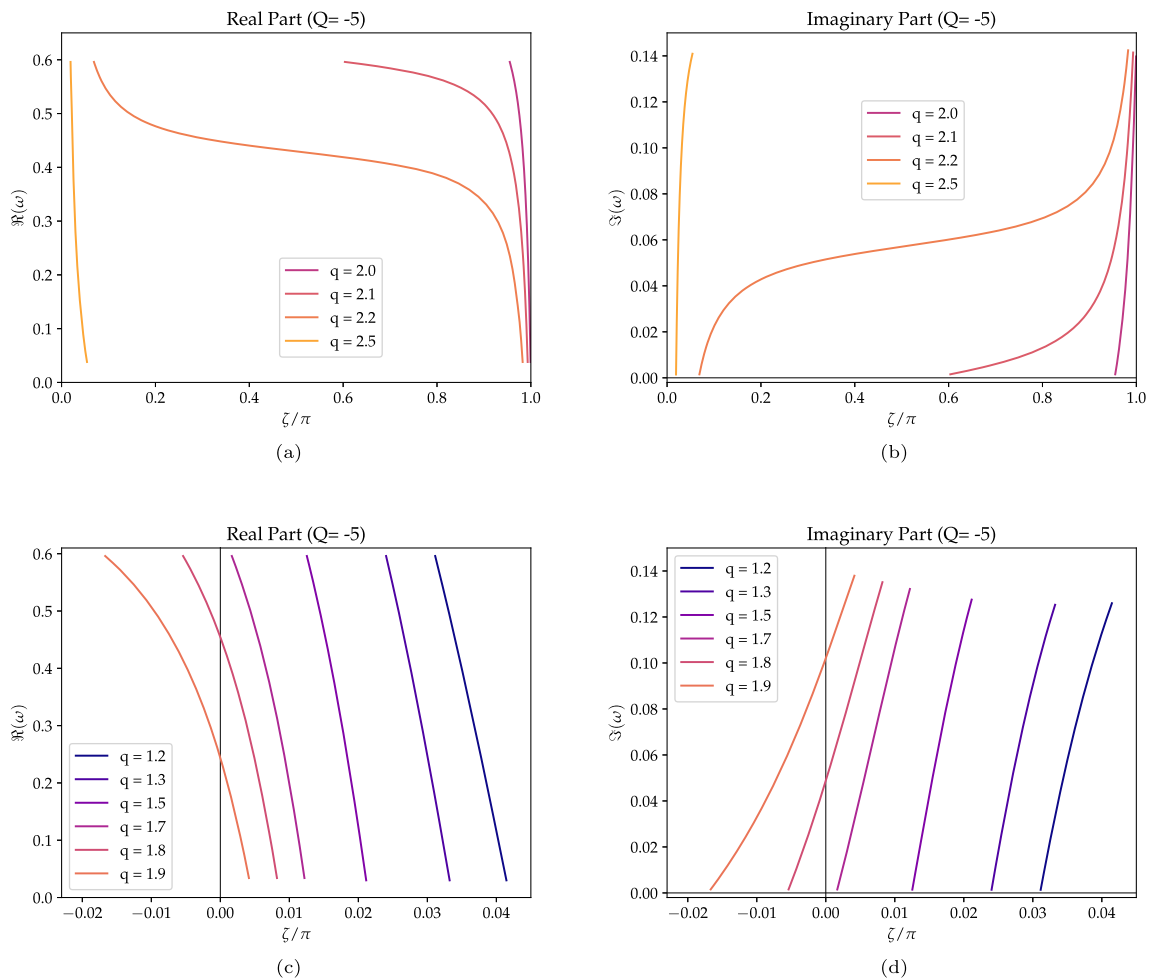 Real Part (Q= -5)
0.6
0.5
0.4
0.3
0.2
0.1
0.0
ℜ(ω)
q = 2.0
q = 2.1
q = 2.2
q = 2.5
0.0 0.2 0.4 0.6 0.8 1.0
ζ/π
(a)
Imaginary Part (Q= -5)
0.14
0.12
0.10
0.08
0.06
0.04
0.02
0.00
ℑ(ω)
q = 2.0
q = 2.1
q = 2.2
q = 2.5
0.0 0.2 0.4 0.6 0.8 1.0
ζ/π
(b)
Real Part (Q= -5)
0.6
0.5
0.4
0.3
0.2
0.1
0.0
ℜ(ω)
q = 1.2
q = 1.3
q = 1.5
q = 1.7
q = 1.8
q = 1.9
−0.02 −0.01 0.00 0.01 0.02 0.03 0.04
ζ/π
(c)
Imaginary Part (Q= -5)
0.14
0.12
0.10
0.08
0.06
0.04
0.02
0.00
ℑ(ω)
q = 1.2
q = 1.3
q = 1.5
q = 1.7
q = 1.8
q = 1.9
−0.02 −0.01 0.00 0.01 0.02 0.03 0.04
ζ/π
(d)